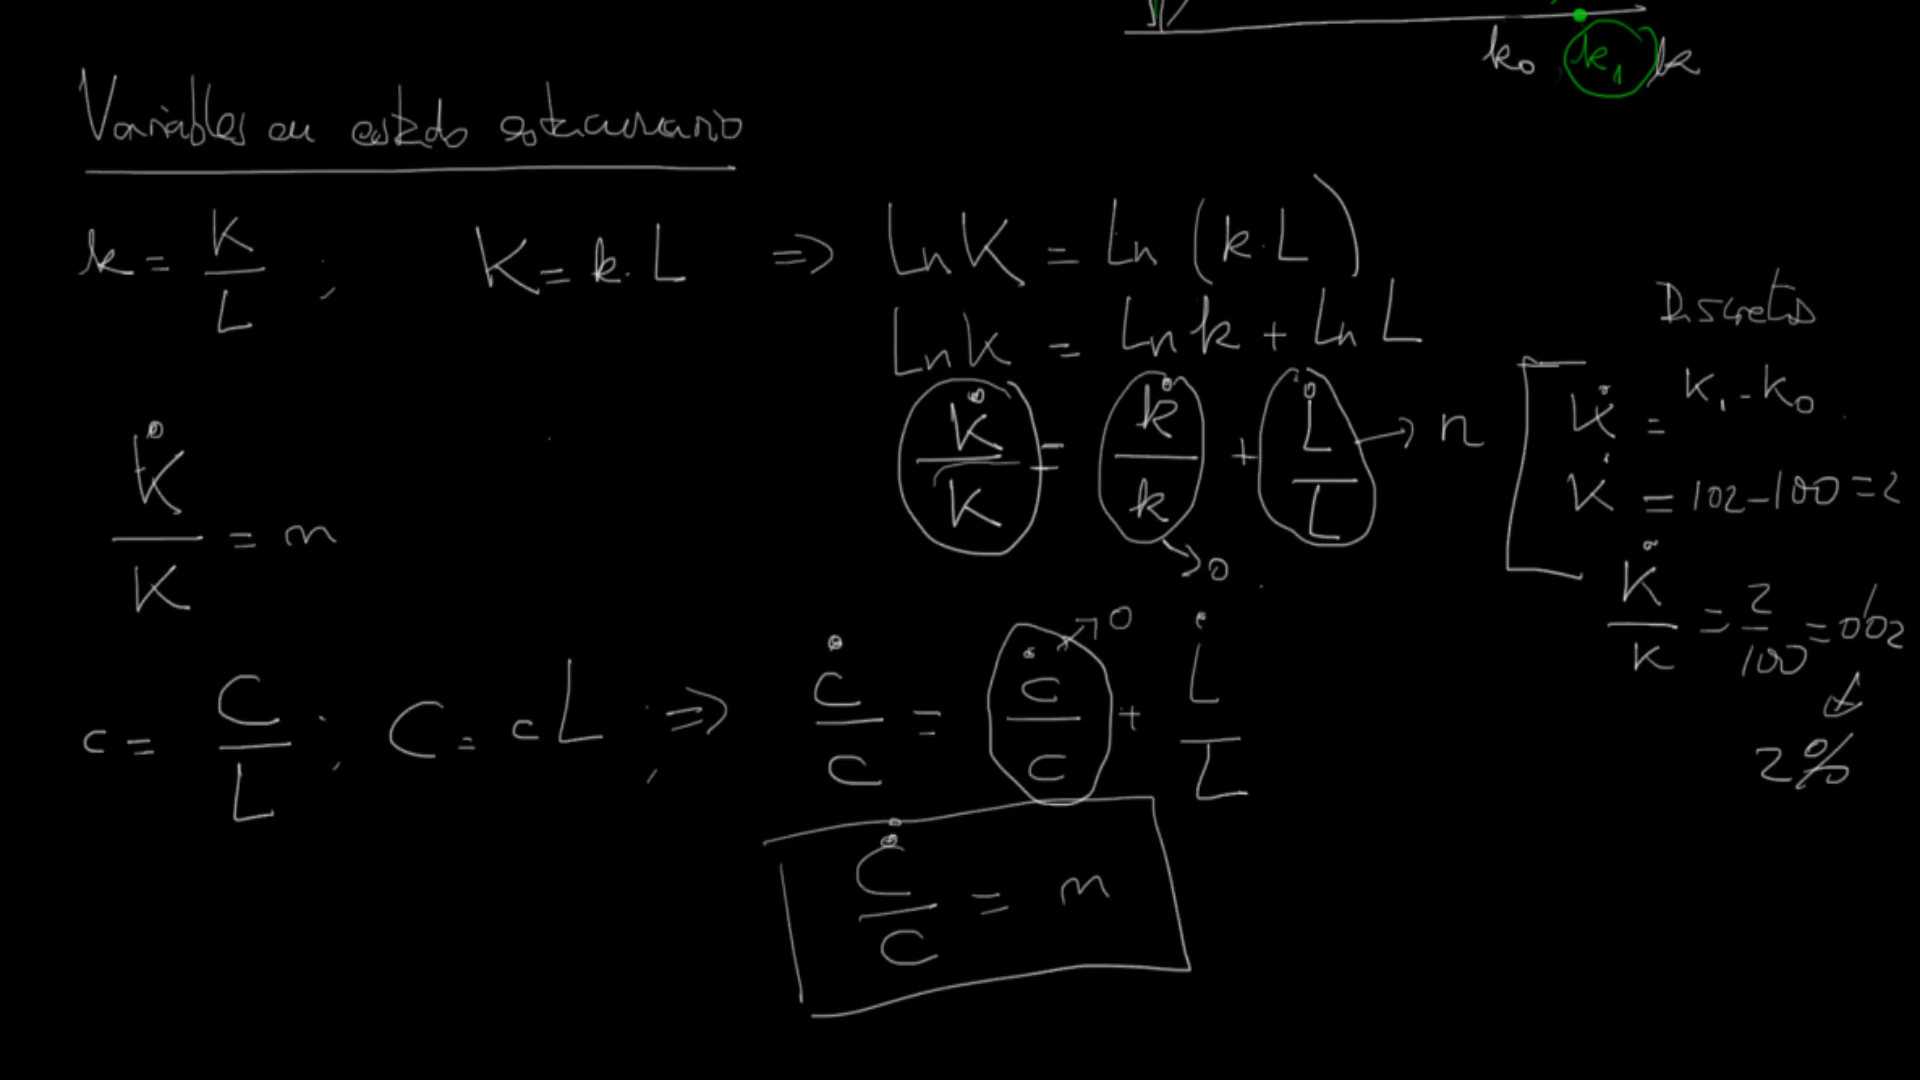 k₀ k₁ k
Variables en estado estacionario
k = K/L ; K = k·L ⇒ Ln K = Ln (k·L)
Ln K = Ln k + Ln L
Discreto
K̇/K = k̇/k + L̇/L → n
→ 0
K̇ = K₁ - K₀
K̇ = 102 - 100 = 2
K̇/K = n
K̇/K = 2/100 = 0'02
2%
c = C/L ; C = cL ; ⇒ Ċ/C = ċ/c + L̇/L
→ 0
Ċ/C = n